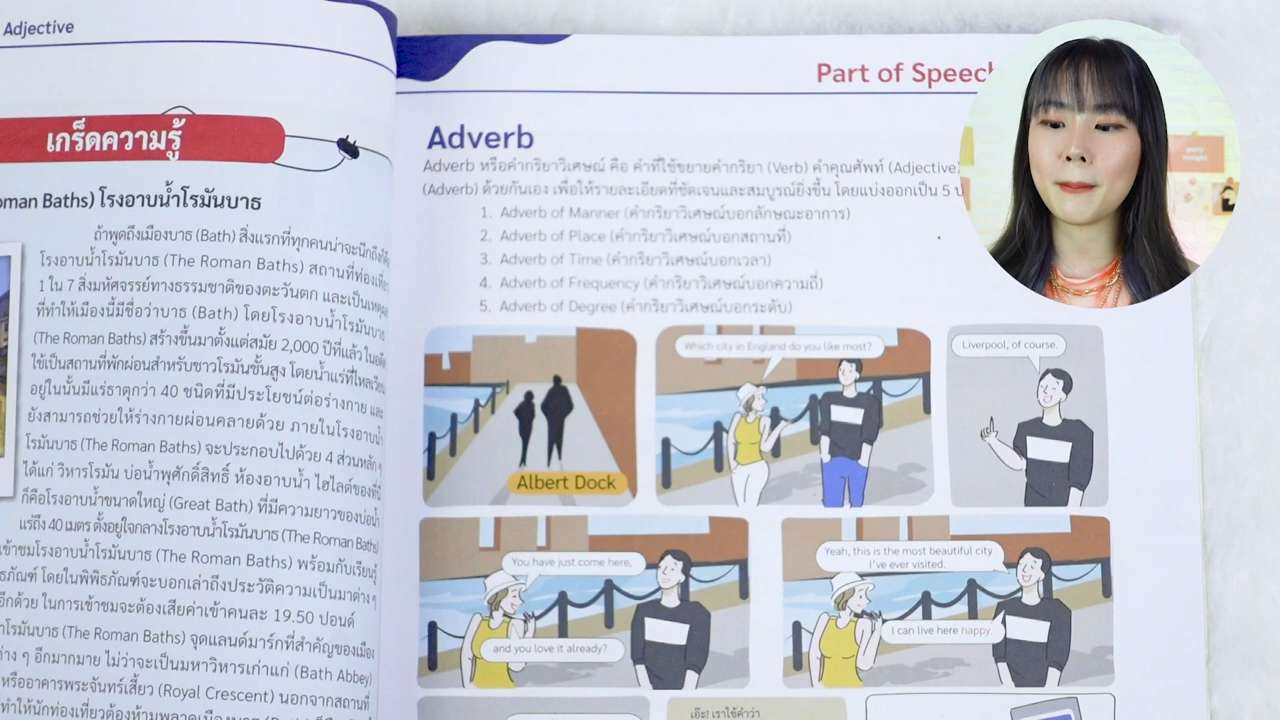 Adjective
เกร็ดความรู้
Baths) โรงอาบน้ำโรมันบาธ
ถ้าพูดถึงเมืองบาธ (Bath) สิ่งแรกที่ทุกคนน่าจะนึกถึงก็คือ
โรงอาบน้ำโรมันบาธ (The Roman Baths) สถานที่ท่องเที่ยว
1 ใน 7 สิ่งมหัศจรรย์ทางธรรมชาติของตะวันตก และเป็นเหตุผล
ที่ทำให้เมืองนี้มีชื่อว่าบาธ (Bath) โดยโรงอาบน้ำโรมันบาธ
(The Roman Baths) สร้างขึ้นมาตั้งแต่สมัย 2,000 ปีที่แล้ว ในอดีต
ใช้เป็นสถานที่พักผ่อนสำหรับชาวโรมันชั้นสูง โดยน้ำแร่ที่ไหลเวียน
อยู่ในนั้นมีแร่ธาตุกว่า 40 ชนิดที่มีประโยชน์ต่อร่างกาย และ
ยังสามารถช่วยให้ร่างกายผ่อนคลายด้วย ภายในโรงอาบน้ำ
โรมันบาธ (The Roman Baths) จะประกอบไปด้วย 4 ส่วนหลัก ๆ
ได้แก่ วิหารโรมัน บ่อน้ำพุศักดิ์สิทธิ์ ห้องอาบน้ำ ไฮไลต์ของที่นี่
ก็คือโรงอาบน้ำขนาดใหญ่ (Great Bath) ที่มีความยาวของบ่อน้ำ
แร่ถึง 40 เมตร ตั้งอยู่ใจกลางโรงอาบน้ำโรมันบาธ (The Roman Baths)
เข้าชมโรงอาบน้ำโรมันบาธ (The Roman Baths) พร้อมกับเรียนรู้
โดยในพิพิธภัณฑ์จะบอกเล่าถึงประวัติความเป็นมาต่าง ๆ
อีกด้วย ในการเข้าชมจะต้องเสียค่าเข้าคนละ 19.50 ปอนด์
(The Roman Baths) จุดแลนด์มาร์กที่สำคัญของเมือง
ๆ อีกมากมาย ไม่ว่าจะเป็นมหาวิหารเก่าแก่ (Bath Abbey)
หรืออาคารพระจันทร์เสี้ยว (Royal Crescent) นอกจากสถานที่
ทำให้นักท่องเที่ยวต้องห้ามพลาดเมืองบาธ
Part of Speech
Adverb
Adverb หรือคำกริยาวิเศษณ์ คือ คำที่ใช้ขยายคำกริยา (Verb) คำคุณศัพท์ (Adjective)
(Adverb) ด้วยกันเอง เพื่อให้รายละเอียดที่ชัดเจนและสมบูรณ์ยิ่งขึ้น โดยแบ่งออกเป็น 5
1. Adverb of Manner (คำกริยาวิเศษณ์บอกลักษณะอาการ)
2. Adverb of Place (คำกริยาวิเศษณ์บอกสถานที่)
3. Adverb of Time (คำกริยาวิเศษณ์บอกเวลา)
4. Adverb of Frequency (คำกริยาวิเศษณ์บอกความถี่)
5. Adverb of Degree (คำกริยาวิเศษณ์บอกระดับ)
Albert Dock
Which city in England do you like most?
Liverpool, of course.
You have just come here,
and you love it already?
Yeah, this is the most beautiful city
I've ever visited.
I can live here happy.
เอ๊ะ! เราใช้คำว่า